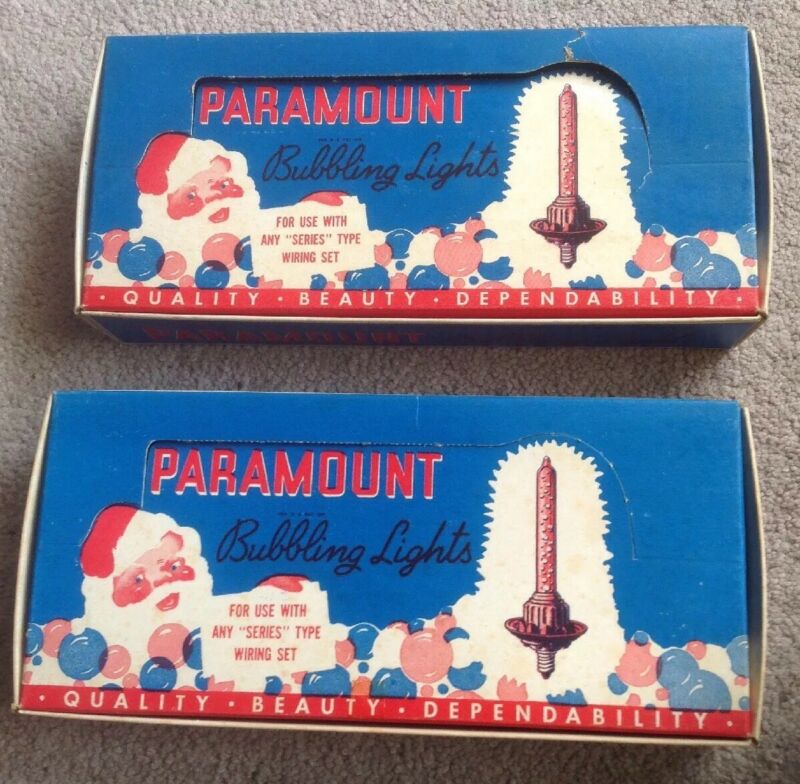 PARAMOUNT
Bubbling Lights
FOR USE WITH
ANY "SERIES" TYPE
WIRING SET
· QUALITY · BEAUTY · DEPENDABILITY ·
PARAMOUNT
PARAMOUNT
Bubbling Lights
FOR USE WITH
ANY "SERIES" TYPE
WIRING SET
· QUALITY · BEAUTY · DEPENDABILITY ·